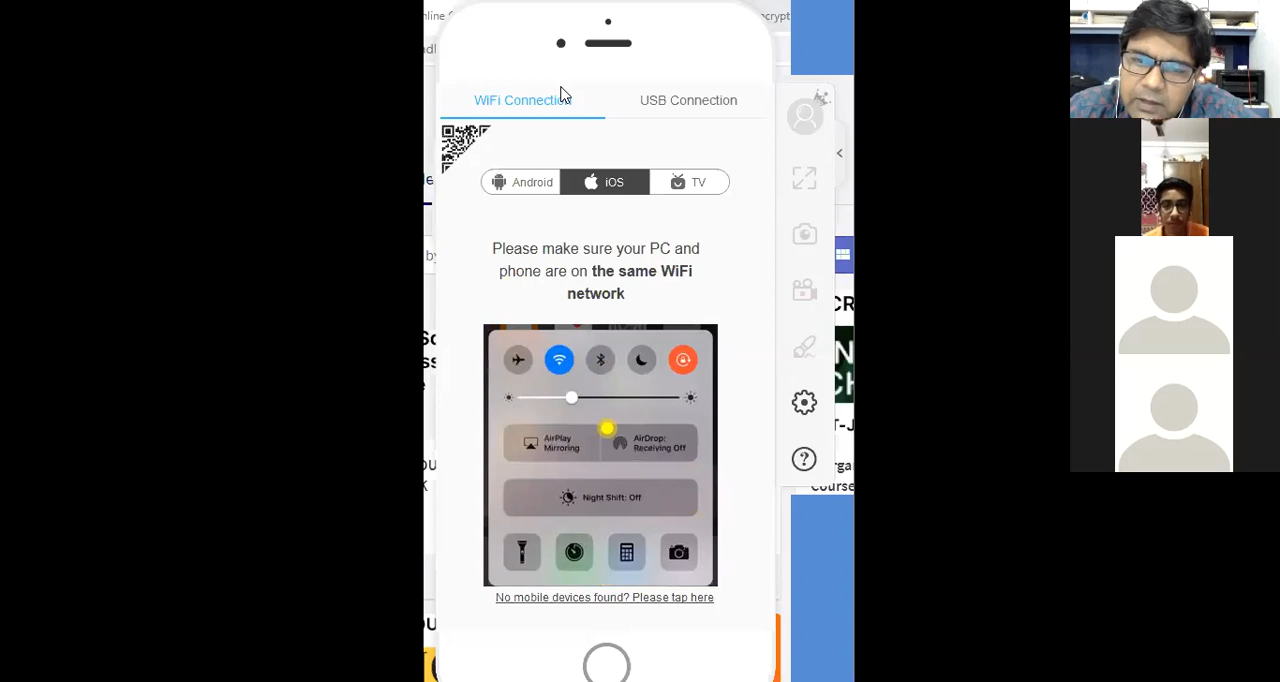 WiFi Connection
USB Connection
Android
iOS
TV
Please make sure your PC and
phone are on the same WiFi
network
AirPlay
Mirroring
AirDrop:
Receiving Off
Night Shift: Off
No mobile devices found? Please tap here
Course